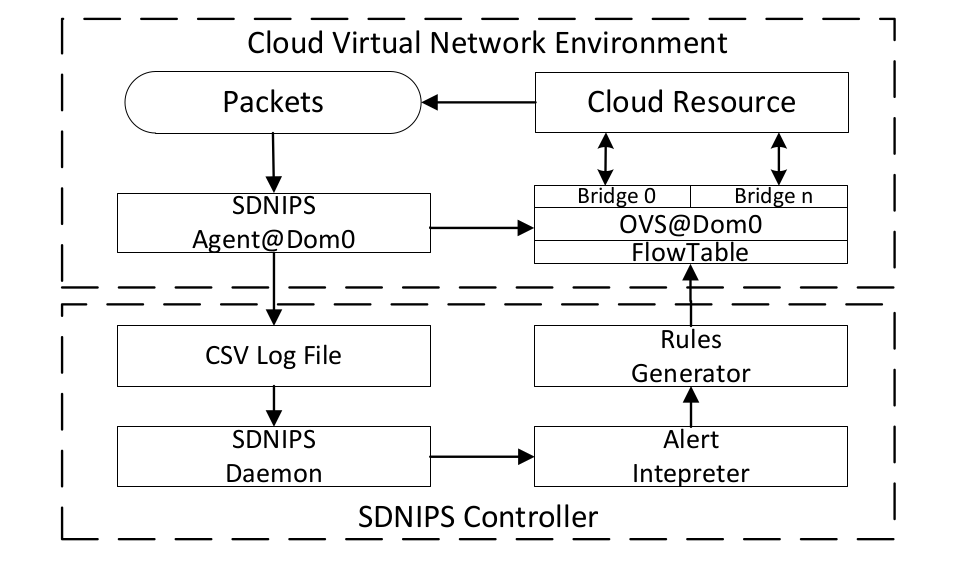 Cloud Virtual Network Environment
Packets
Cloud Resource
SDNIPS
Agent@Dom0
Bridge 0
Bridge n
OVS@Dom0
FlowTable
CSV Log File
Rules
Generator
SDNIPS
Daemon
Alert
Intepreter
SDNIPS Controller